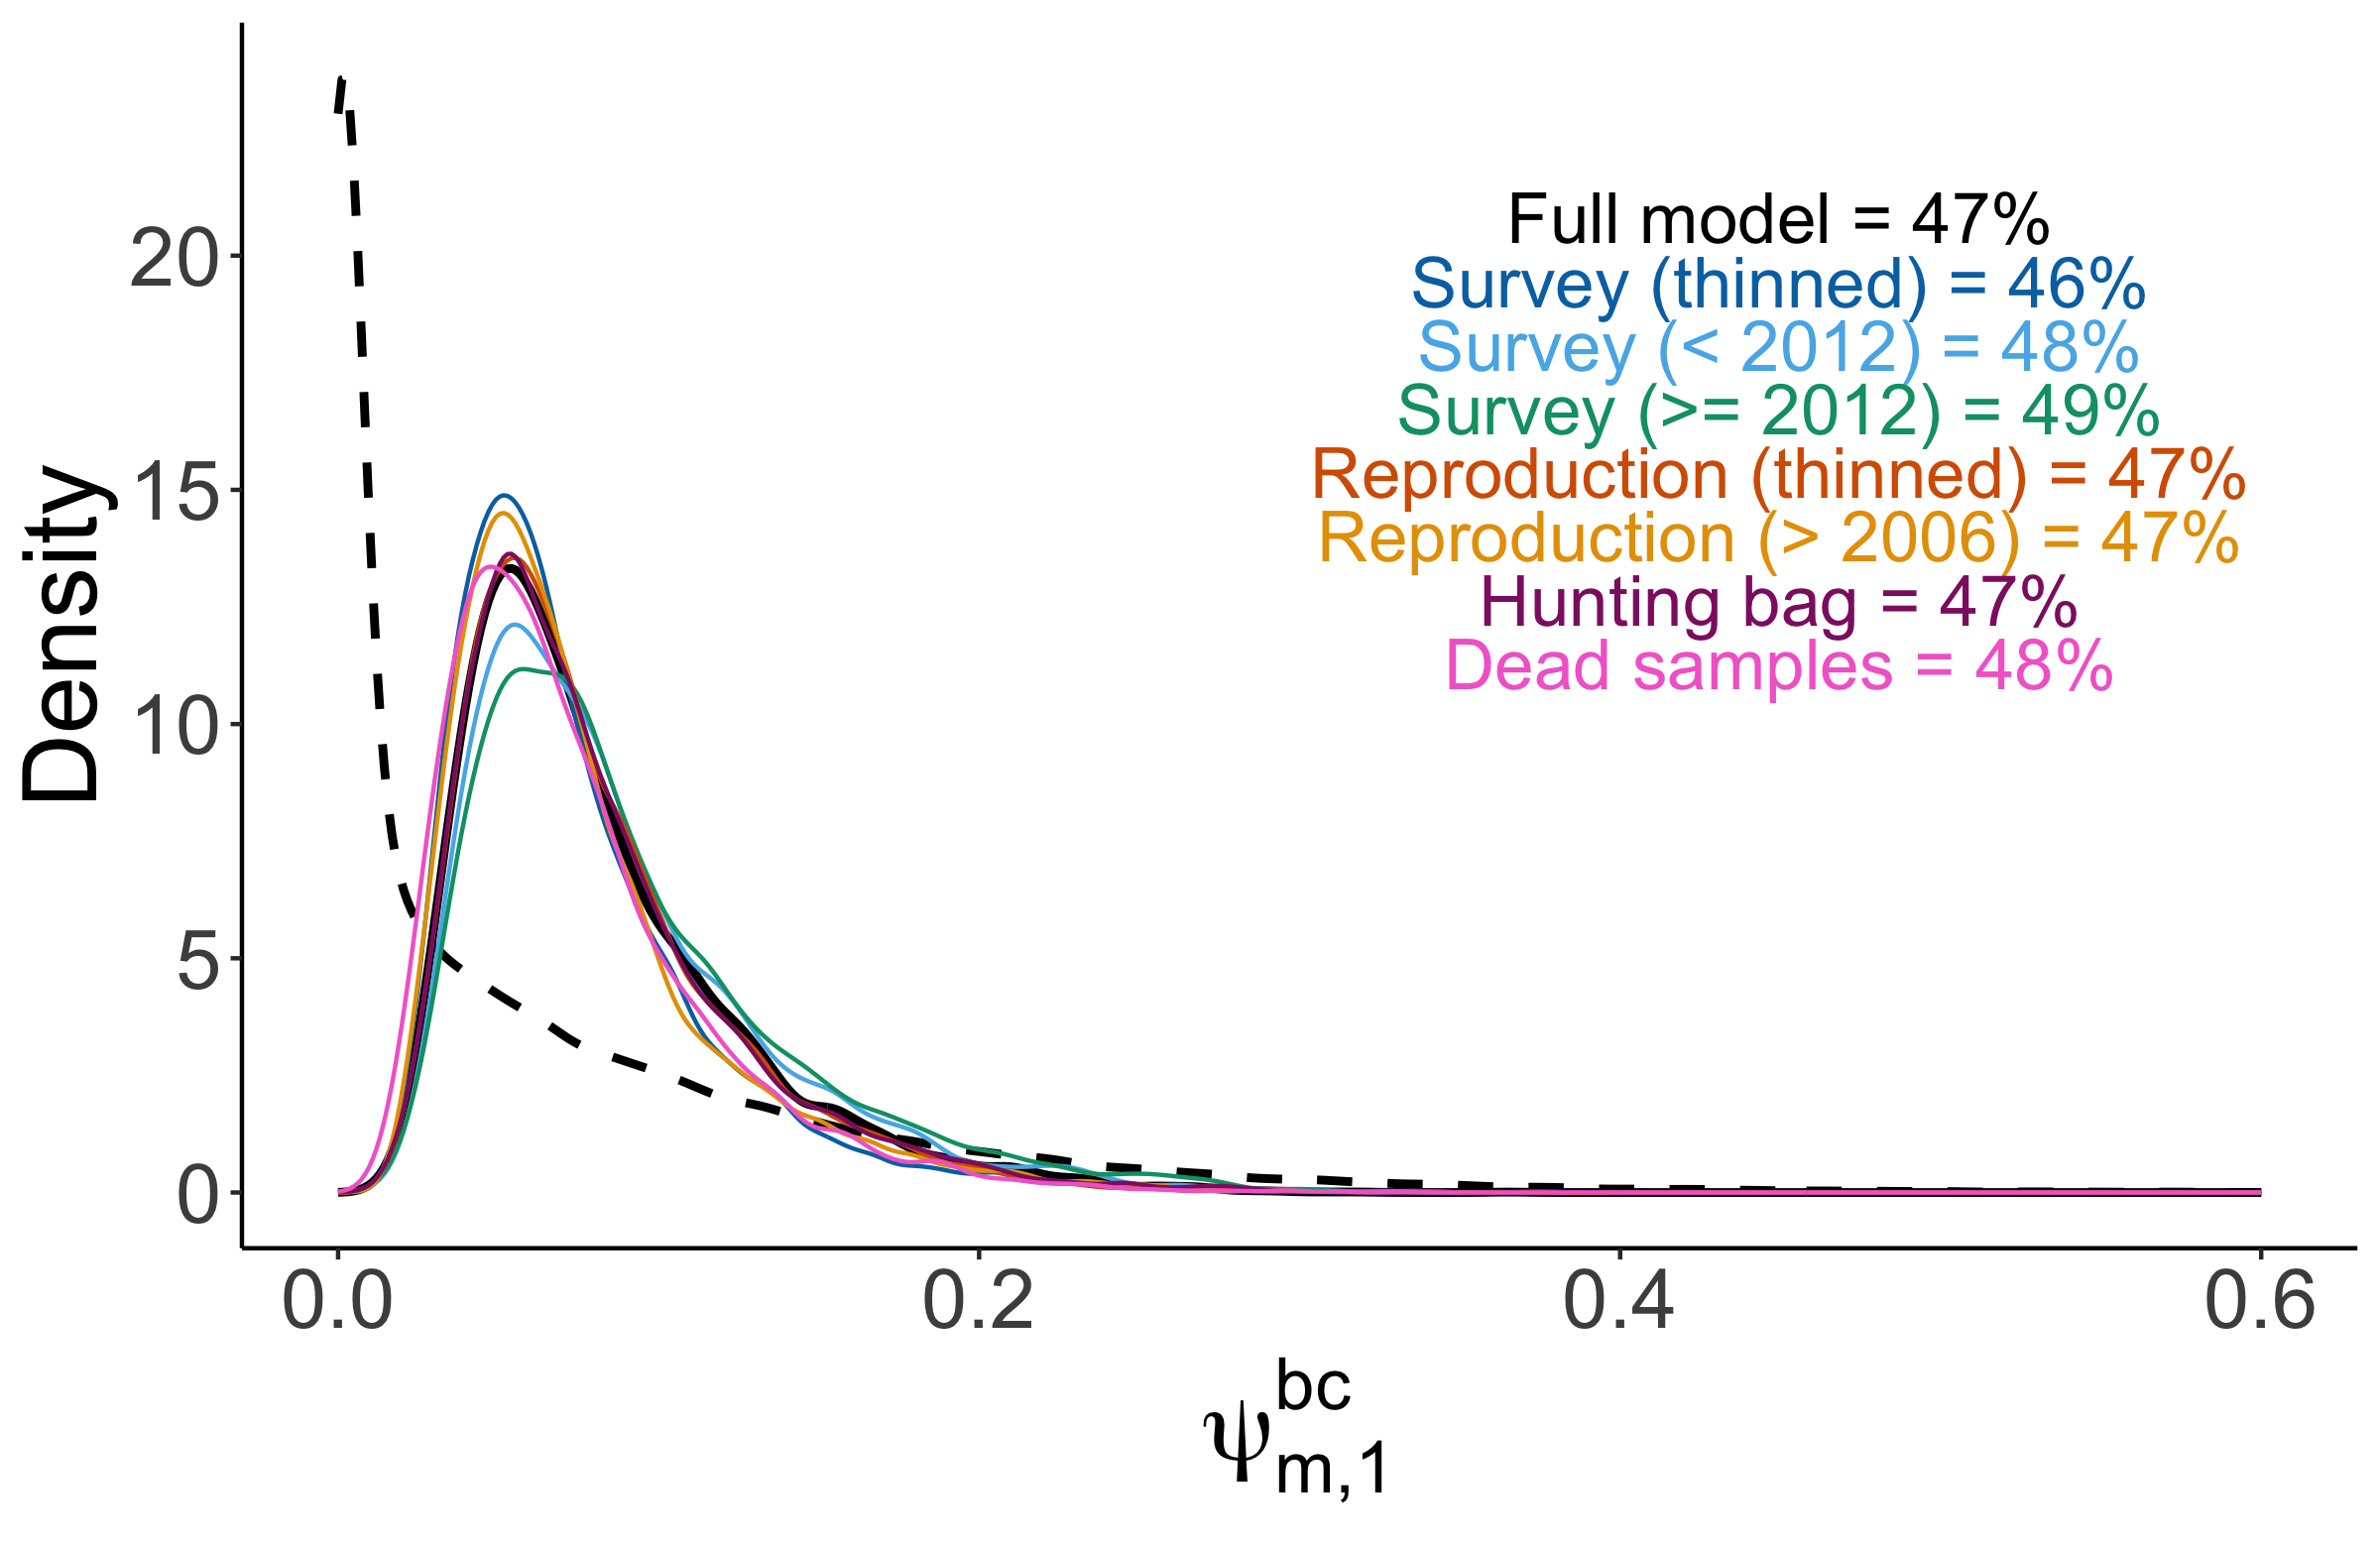 Density
20
15
10
5
0
0.0 0.2 0.4 0.6
ψ bc m,1
Full model = 47%
Survey (thinned) = 46%
Survey (< 2012) = 48%
Survey (>= 2012) = 49%
Reproduction (thinned) = 47%
Reproduction (> 2006) = 47%
Hunting bag = 47%
Dead samples = 48%